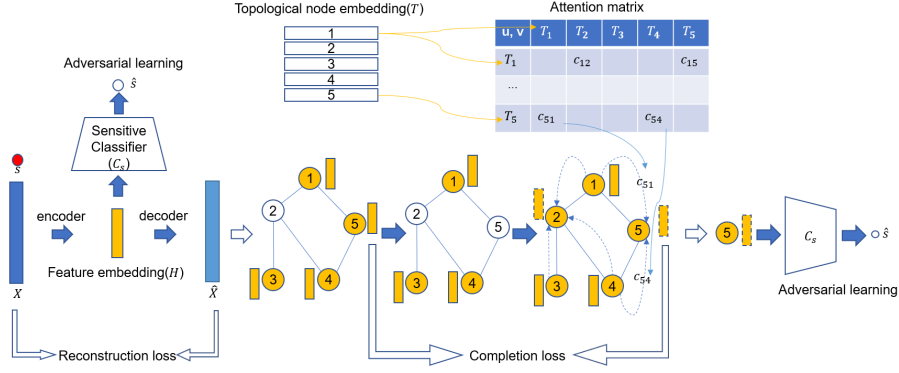 Topological node embedding(T)
Attention matrix
1
2
3
4
5
u, v T₁ T₂ T₃ T₄ T₅
T₁ c₁₂ c₁₅
...
T₅ c₅₁ c₅₄
Adversarial learning
ŝ
Sensitive
Classifier
(Cₛ)
s
encoder
decoder
Feature embedding(H)
X
X̂
1
2
5
3
4
1
2
5
3
4
1
2
5
3
4
c₅₁
c₅₄
5
Cₛ
ŝ
Adversarial learning
Reconstruction loss
Completion loss